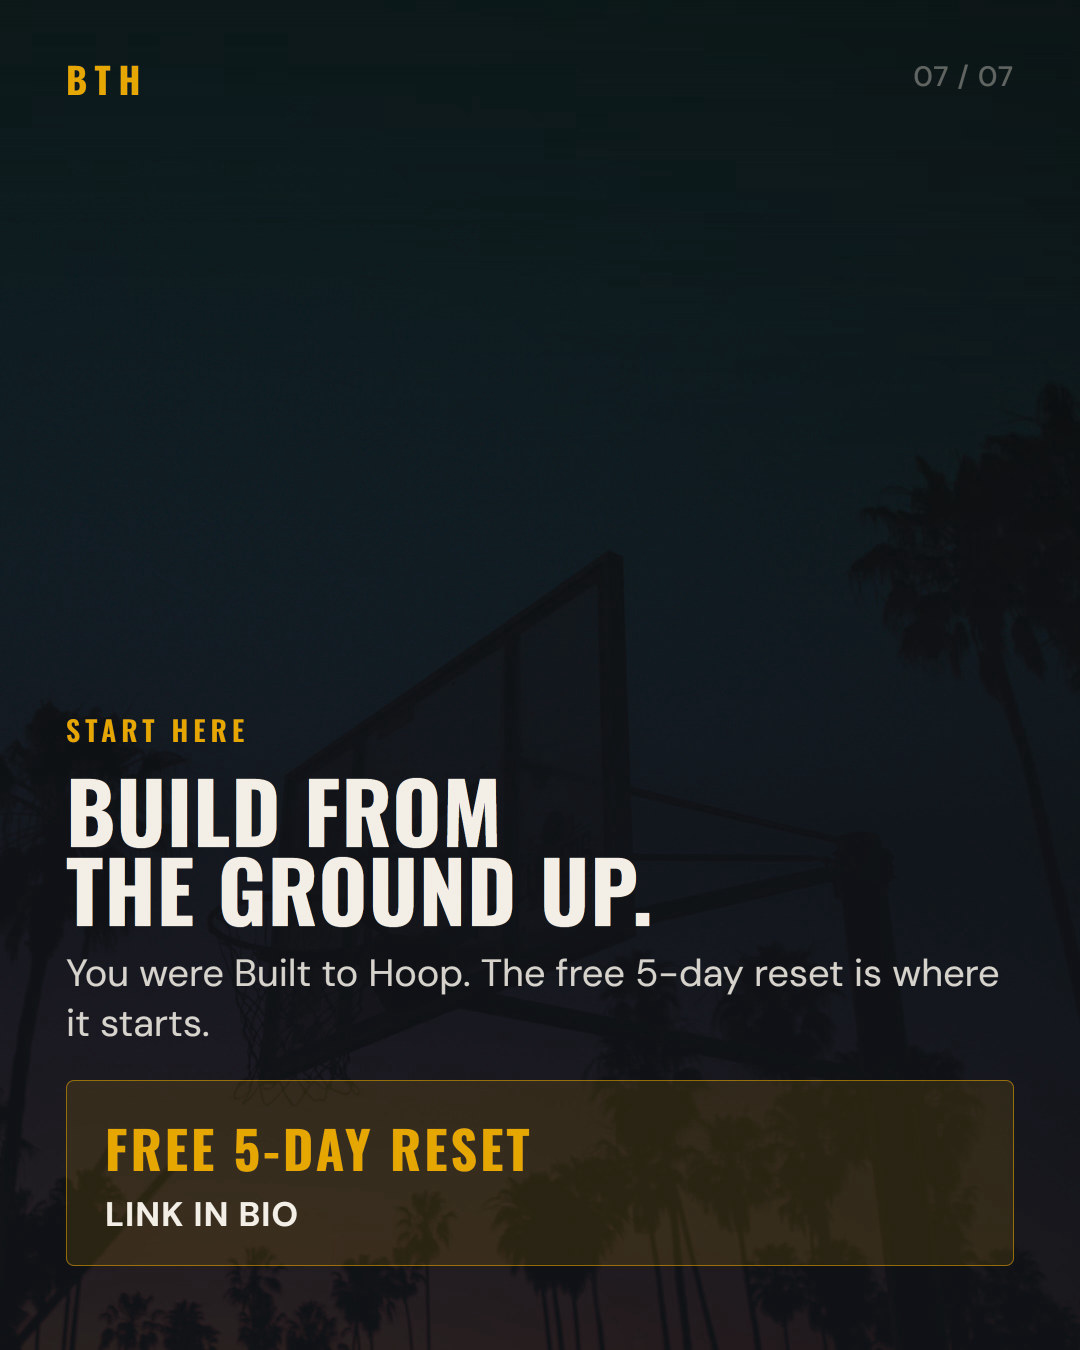 BTH
07 / 07
START HERE
BUILD FROM
THE GROUND UP.
You were Built to Hoop. The free 5-day reset is where
it starts.
FREE 5-DAY RESET
LINK IN BIO